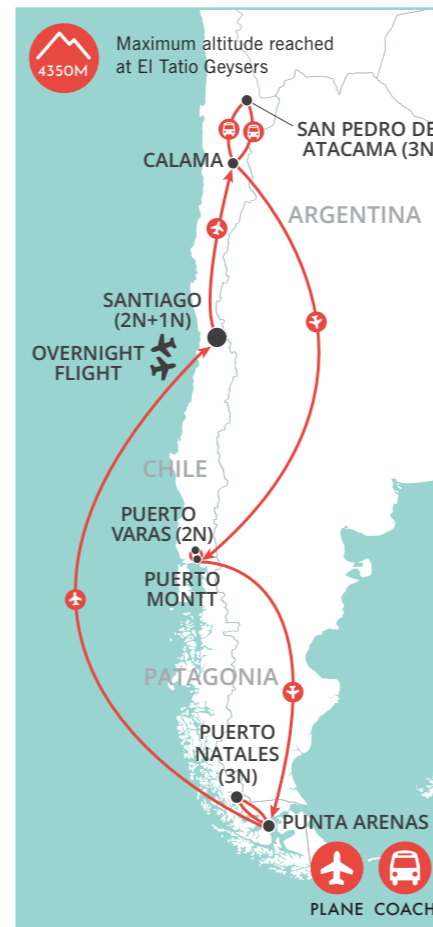 4350M
Maximum altitude reached
at El Tatio Geysers
SAN PEDRO DE
ATACAMA (3N
CALAMA
ARGENTINA
SANTIAGO
(2N+1N)
OVERNIGHT
FLIGHT
CHILE
PUERTO
VARAS (2N)
PUERTO
MONTT
PATAGONIA
PUERTO
NATALES
(3N)
PUNTA ARENAS
PLANE COACH